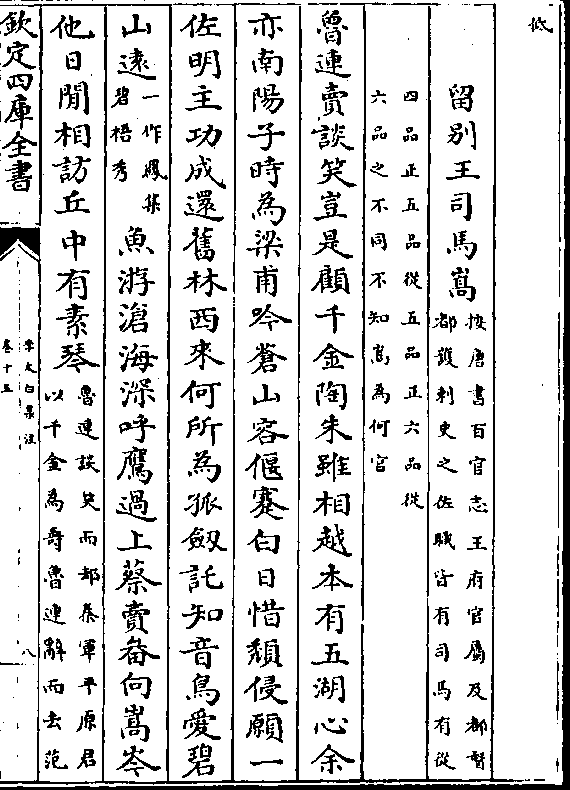 低
留别王司馬嵩按唐書百官志王府官屬及都督
都護刺史之佐職皆有司馬有從
四品正五品從五品正六品從
六品之不同不知嵩為何官
魯連賣談笑豈是顧千金陶朱雖相越本有五湖心余
亦南陽子時為梁甫吟蒼山容偃蹇白日惜頹侵願一
佐明主功成還舊林西來何所為孤劒託知音鳥愛碧
山逺一作鳳集碧梧秀魚游滄海深呼鷹過上蔡賣畚向嵩岑
他日閒相訪丘中有素琴魯連談笑而却秦軍平原君
以千金為壽魯連辭而去范
欽定四庫全書
李太白集注
卷十五
八